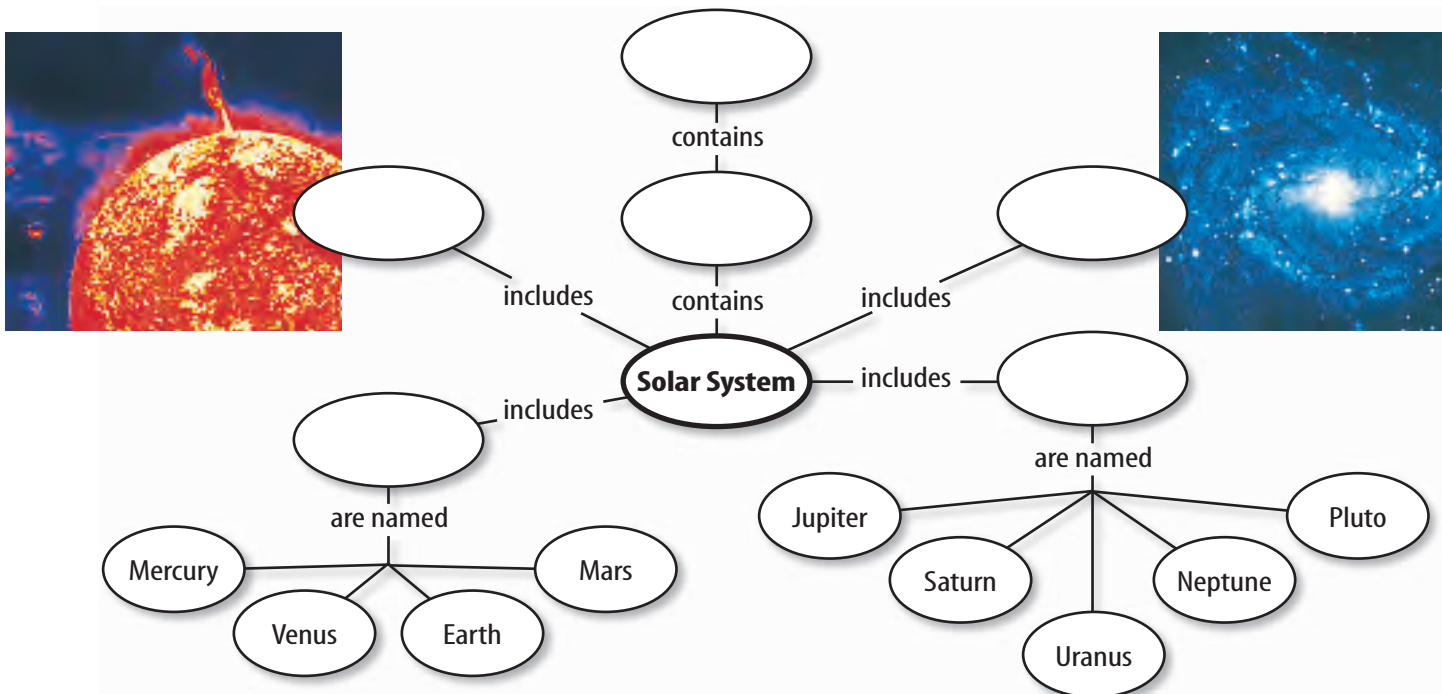 contains
includes
contains
includes
Solar System
includes
includes
are named
are named
Jupiter
Pluto
Mercury
Mars
Saturn
Neptune
Venus
Earth
Uranus